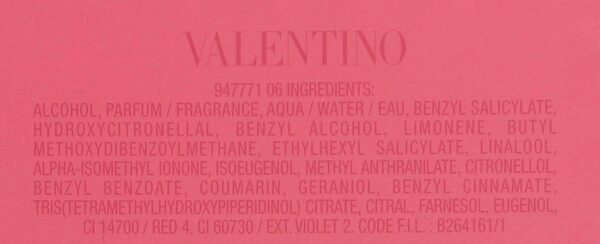 VALENTINO
947771 06 INGREDIENTS:
ALCOHOL, PARFUM / FRAGRANCE, AQUA / WATER / EAU, BENZYL SALICYLATE,
HYDROXYCITRONELLAL, BENZYL ALCOHOL, LIMONENE, BUTYL
METHOXYDIBENZOYLMETHANE, ETHYLHEXYL SALICYLATE, LINALOOL,
ALPHA-ISOMETHYL IONONE, ISOEUGENOL, METHYL ANTHRANILATE, CITRONELLOL,
BENZYL BENZOATE, COUMARIN, GERANIOL, BENZYL CINNAMATE,
TRIS(TETRAMETHYLHYDROXYPIPERIDINOL) CITRATE, CITRAL, FARNESOL, EUGENOL,
CI 14700 / RED 4, CI 60730 / EXT. VIOLET 2. CODE F.I.L. : B264161/1